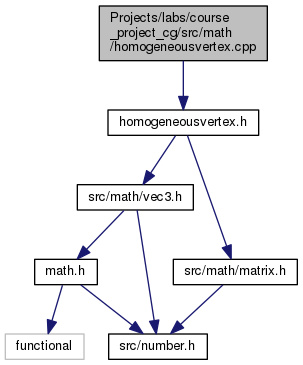 Projects/labs/course
_project_cg/src/math
/homogeneousvertex.cpp
homogeneousvertex.h
src/math/vec3.h
math.h
src/math/matrix.h
functional
src/number.h